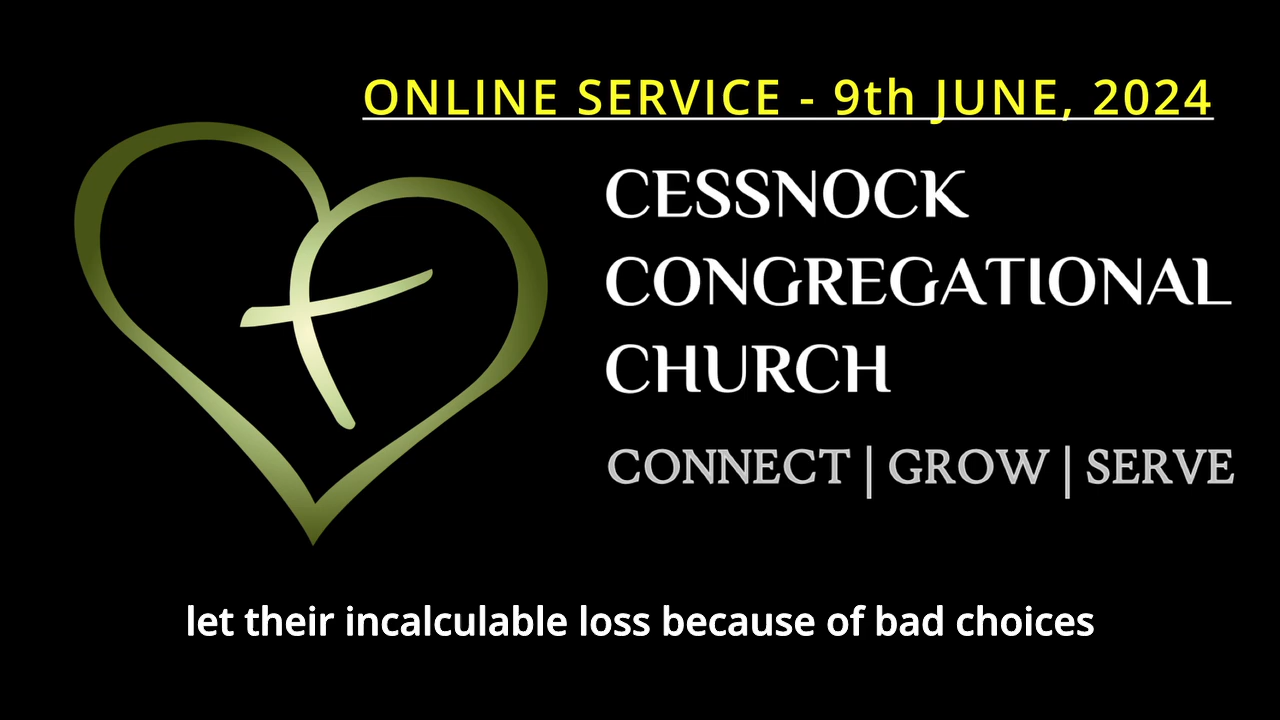 ONLINE SERVICE - 9th JUNE, 2024
CESSNOCK
CONGREGATIONAL
CHURCH
CONNECT | GROW | SERVE
let their incalculable loss because of bad choices